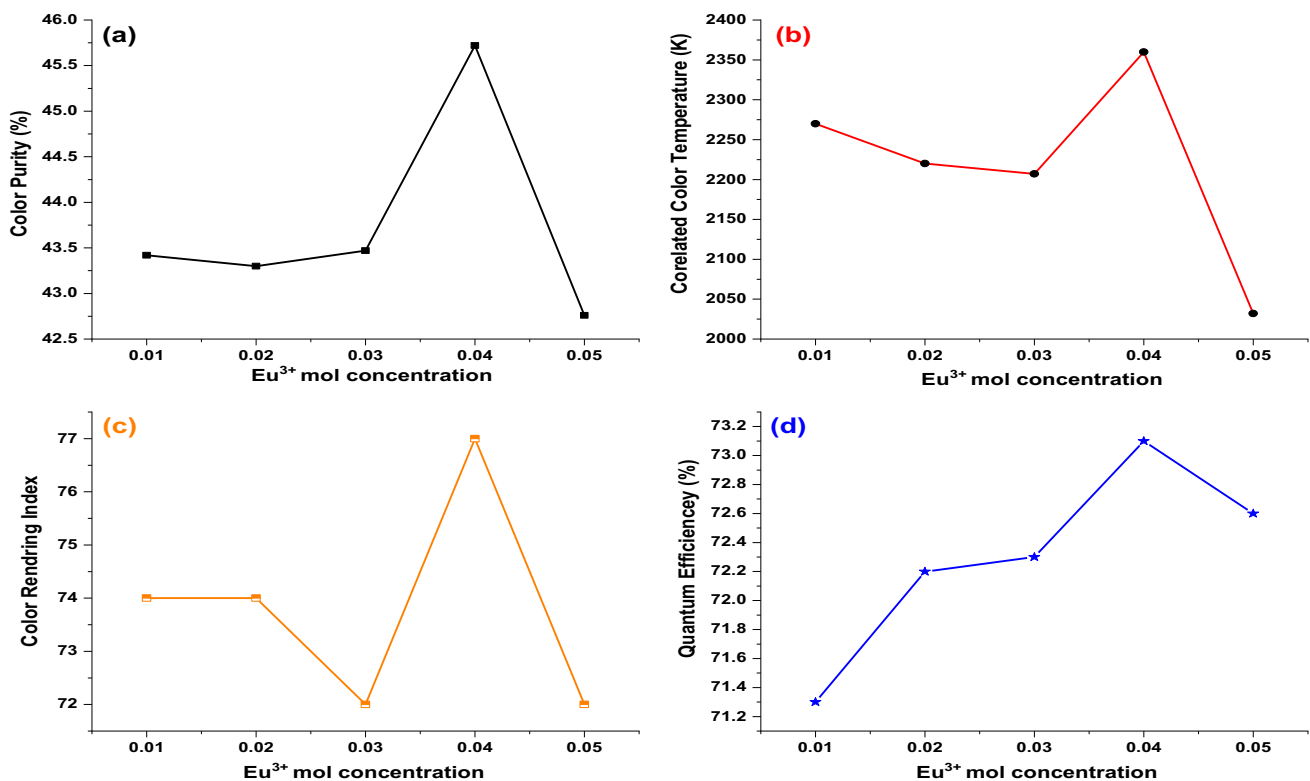 (a)
Color Purity (%)
46.0
45.5
45.0
44.5
44.0
43.5
43.0
42.5
0.01 0.02 0.03 0.04 0.05
Eu³⁺ mol concentration
(b)
Corelated Color Temperature (K)
2400
2350
2300
2250
2200
2150
2100
2050
2000
0.01 0.02 0.03 0.04 0.05
Eu³⁺ mol concentration
(c)
Color Rendring Index
77
76
75
74
73
72
0.01 0.02 0.03 0.04 0.05
Eu³⁺ mol concentration
(d)
Quantum Efficiencey (%)
73.2
73.0
72.8
72.6
72.4
72.2
72.0
71.8
71.6
71.4
71.2
0.01 0.02 0.03 0.04 0.05
Eu³⁺ mol concentration